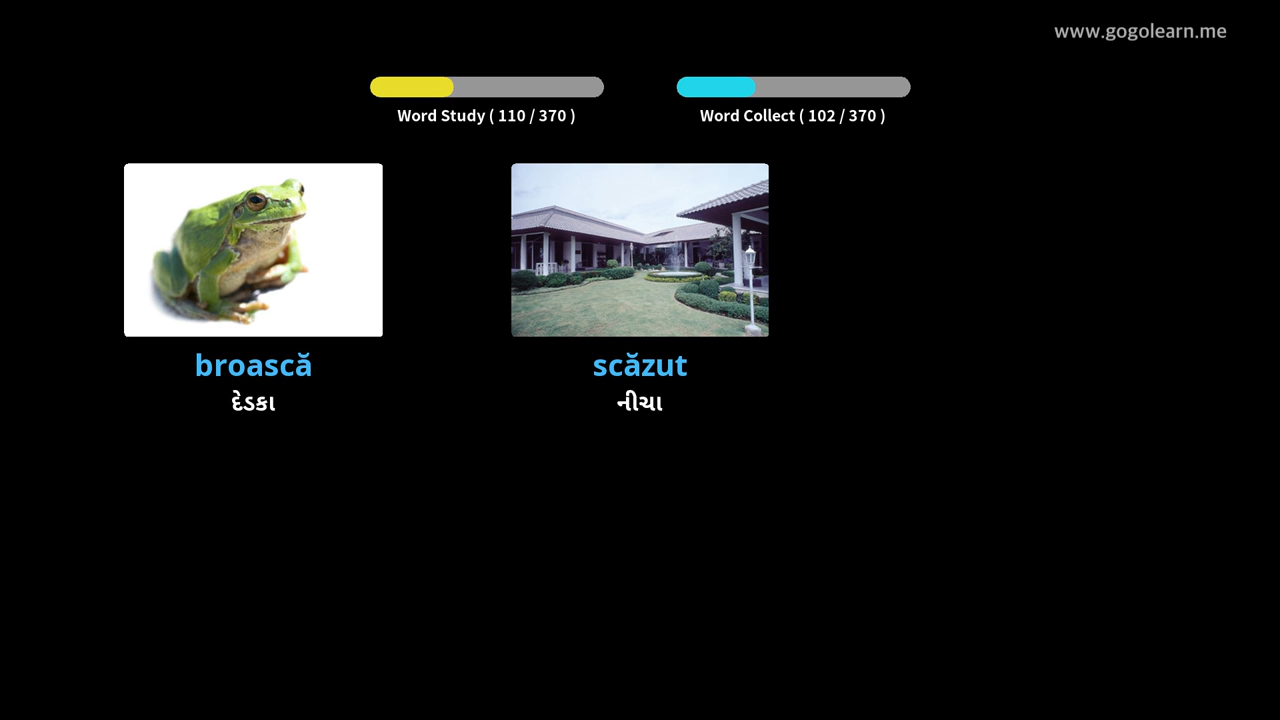 www.gogolearn.me
Word Study ( 110 / 370 )
Word Collect ( 102 / 370 )
broască
દેડકા
scăzut
નીચા